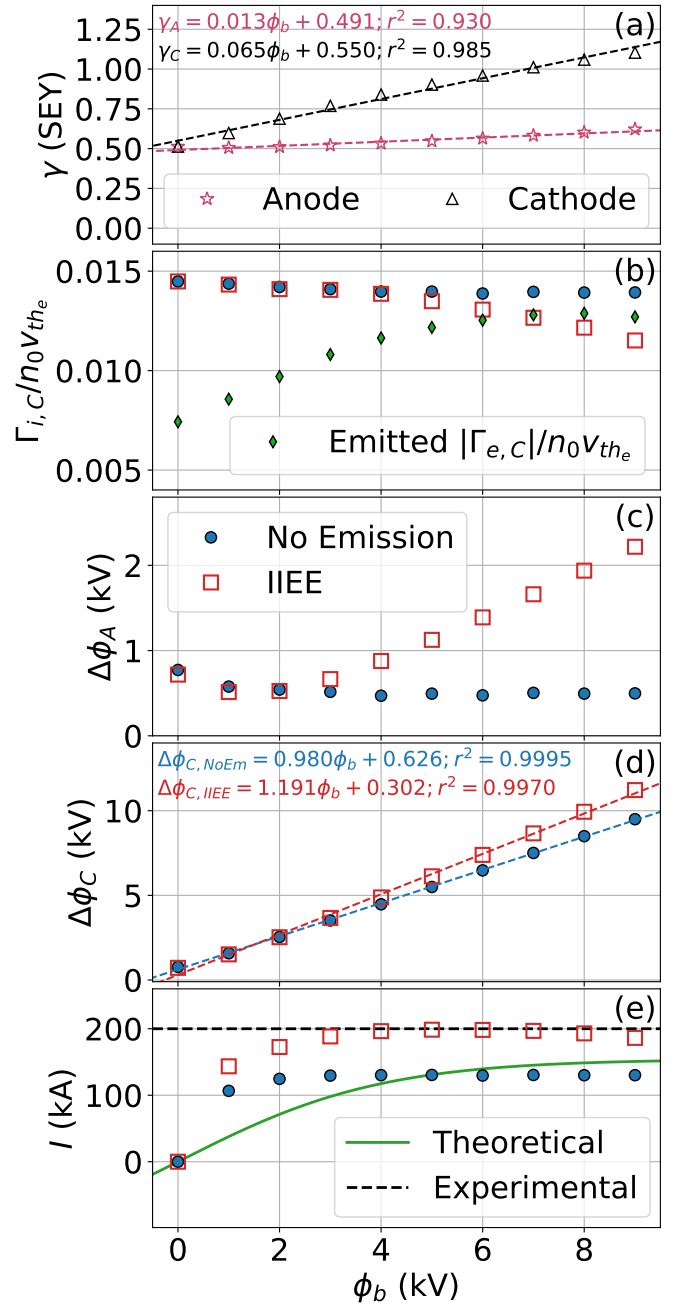 (a)
γ_A = 0.013ϕ_b + 0.491; r² = 0.930
γ_C = 0.065ϕ_b + 0.550; r² = 0.985
1.25
1.00
0.75
0.50
0.25
0.00
γ (SEY)
Anode
Cathode
(b)
0.015
0.010
0.005
Γ_{i,C}/n_0v_{th_e}
Emitted |Γ_{e,C}|/n_0v_{th_e}
(c)
2
1
0
Δϕ_A (kV)
No Emission
IIEE
(d)
Δϕ_{C,NoEm} = 0.980ϕ_b + 0.626; r² = 0.9995
Δϕ_{C,IIEE} = 1.191ϕ_b + 0.302; r² = 0.9970
10
5
0
Δϕ_C (kV)
(e)
200
100
0
I (kA)
Theoretical
Experimental
0 2 4 6 8
ϕ_b (kV)